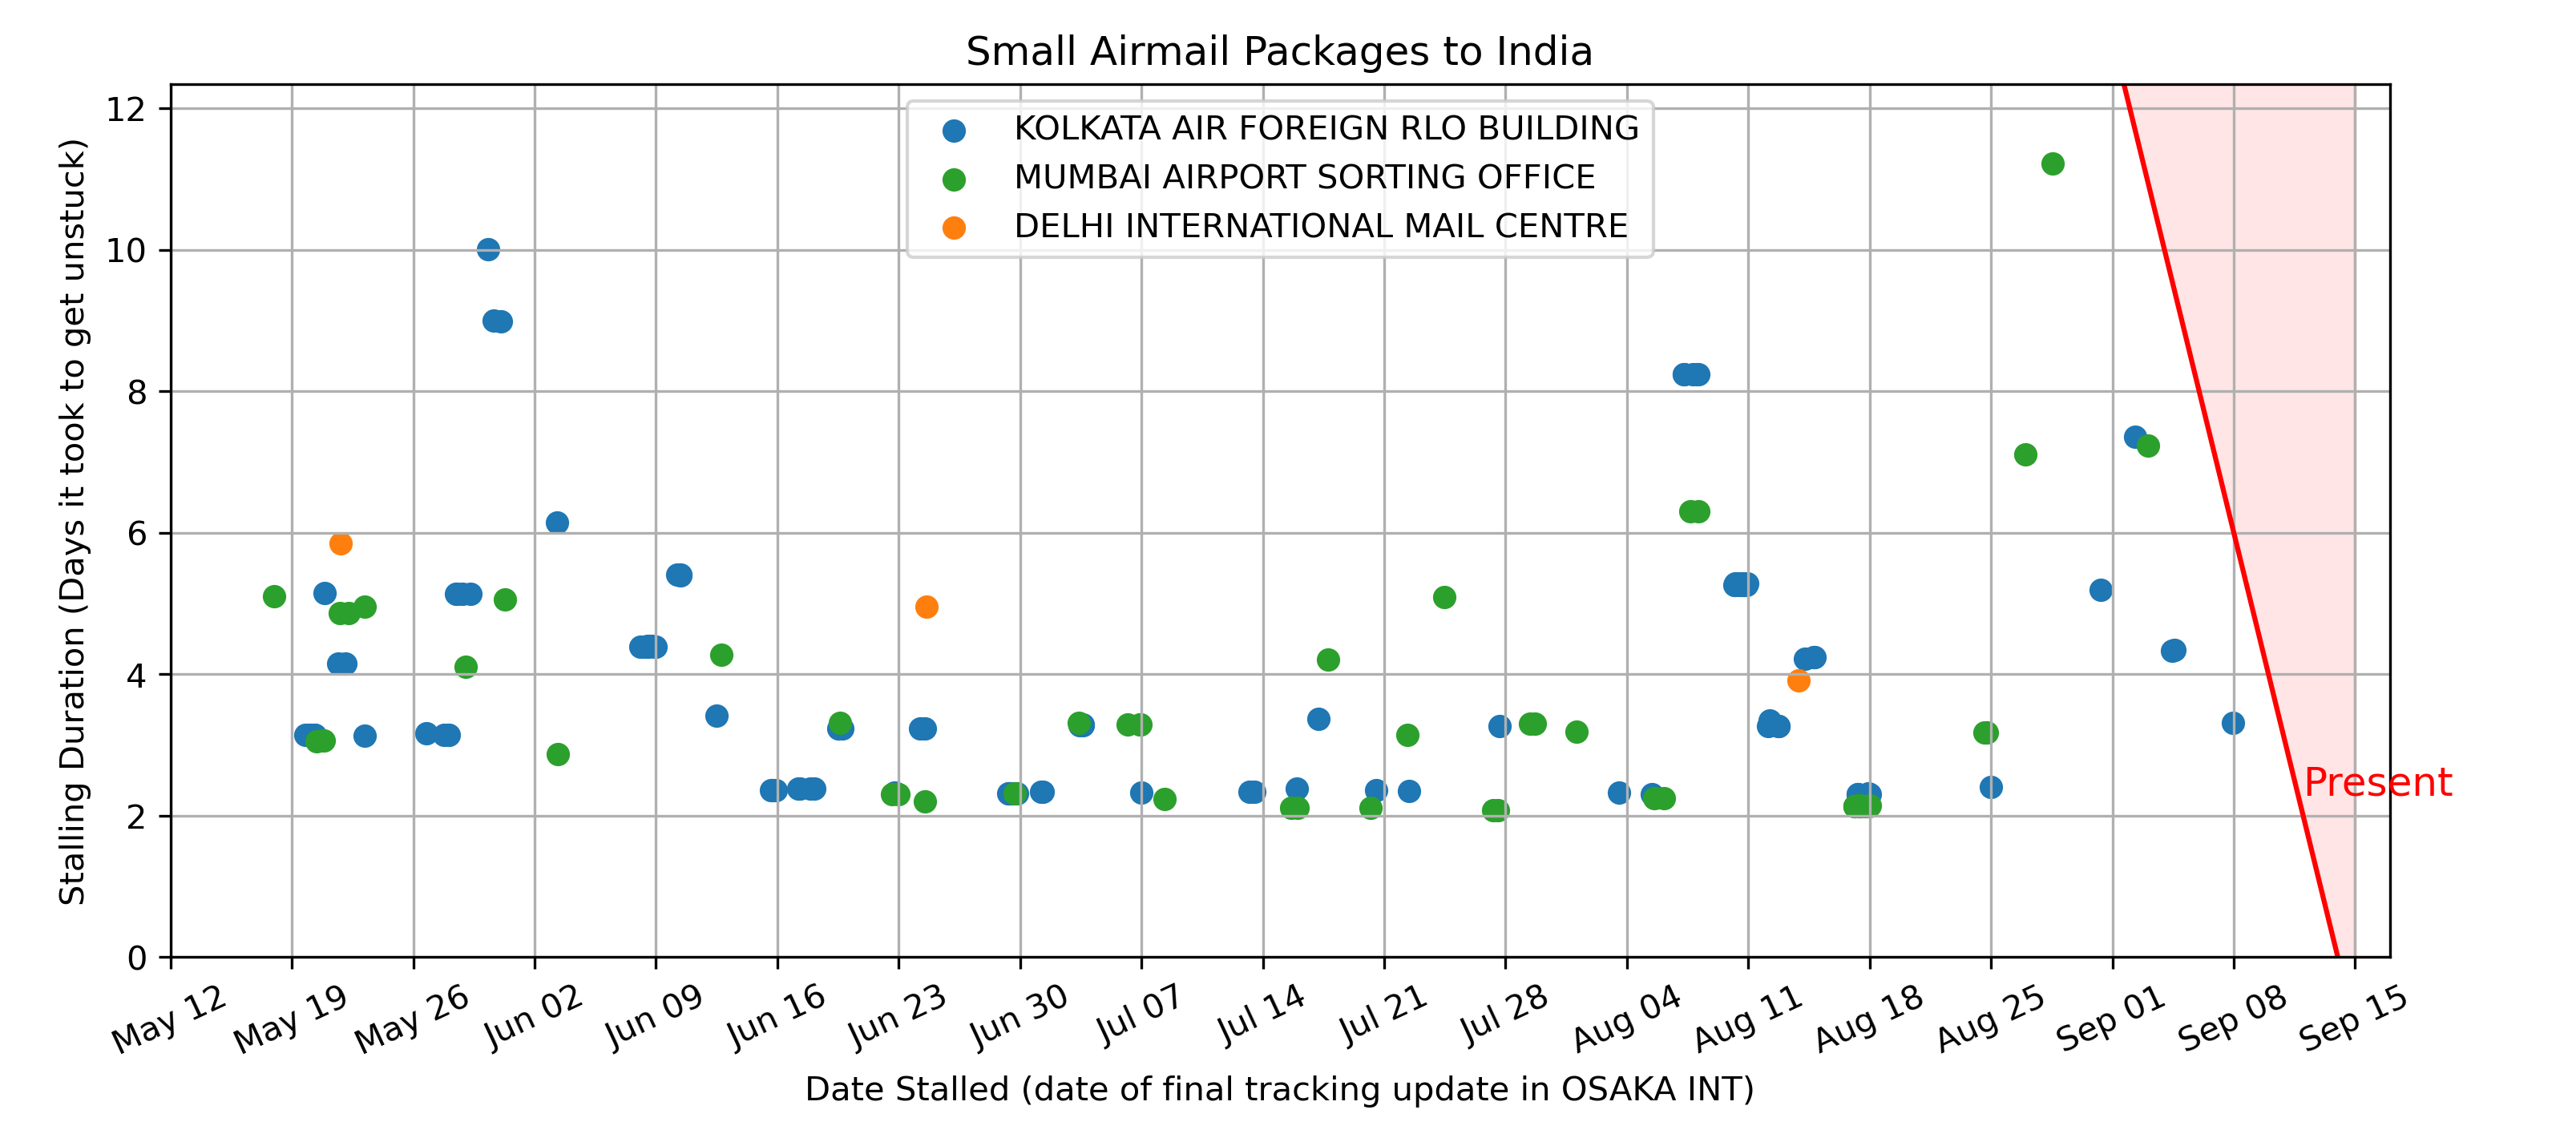 Small Airmail Packages to India
KOLKATA AIR FOREIGN RLO BUILDING
MUMBAI AIRPORT SORTING OFFICE
DELHI INTERNATIONAL MAIL CENTRE
Stalling Duration (Days it took to get unstuck)
12
10
8
6
4
2
0
Present
May 12
May 19
May 26
Jun 02
Jun 09
Jun 16
Jun 23
Jun 30
Jul 07
Jul 14
Jul 21
Jul 28
Aug 04
Aug 11
Aug 18
Aug 25
Sep 01
Sep 08
Sep 15
Date Stalled (date of final tracking update in OSAKA INT)